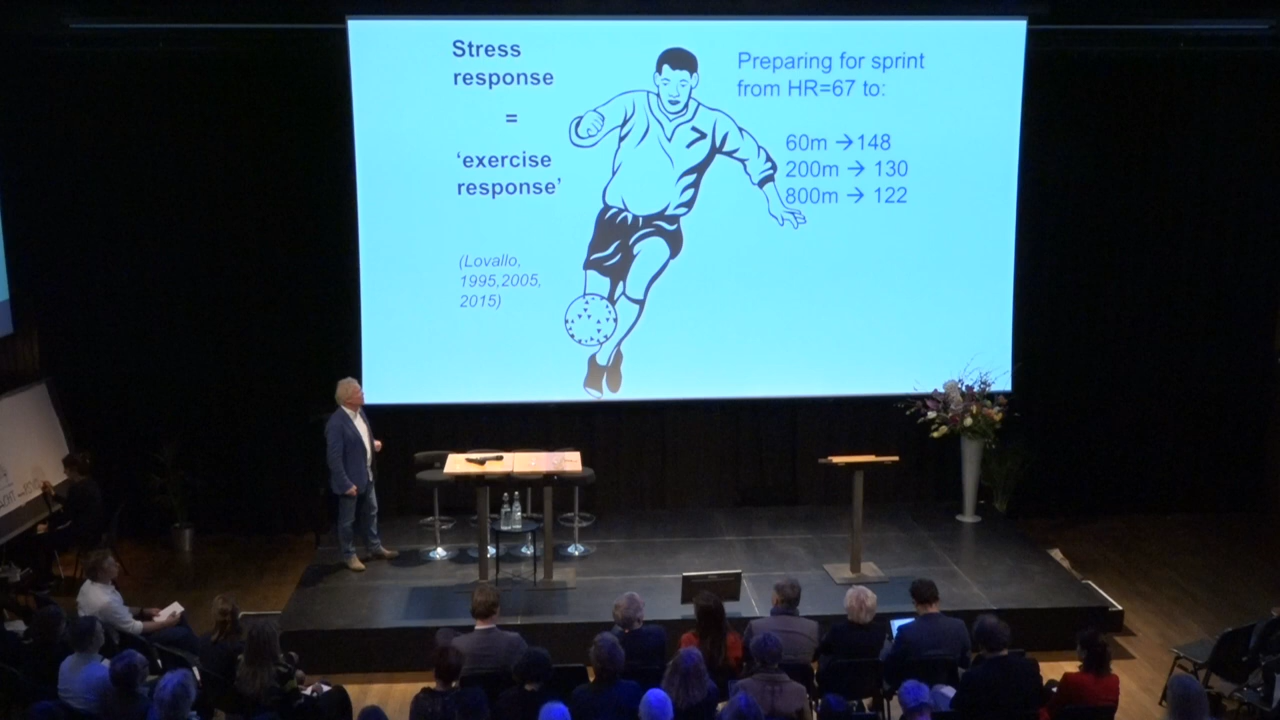 Stress
response
=
‘exercise
response’
(Lovallo,
1995,2005,
2015)
Preparing for sprint
from HR=67 to:
60m →148
200m → 130
800m → 122